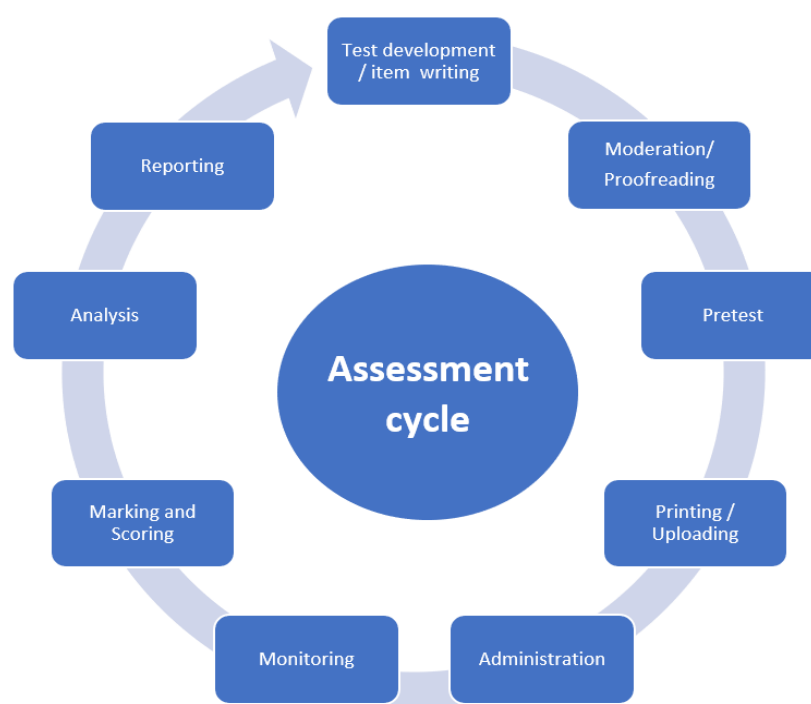 Test development
/ item writing
Moderation/
Proofreading
Pretest
Printing /
Uploading
Administration
Monitoring
Marking and
Scoring
Analysis
Reporting
Assessment
cycle